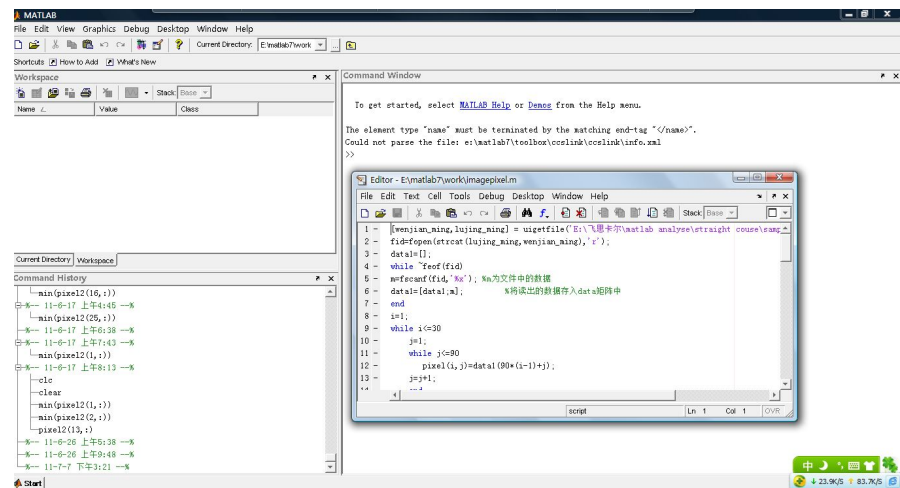 MATLAB
File Edit View Graphics Debug Desktop Window Help
Current Directory: E:\matlab7\work
Shortcuts How to Add What's New
Workspace
Stack: Base
Name Value Class
Current Directory Workspace
Command History
min(pixel2(16,:))
%-- 11-6-17 上午4:45 --%
min(pixel2(25,:))
%-- 11-6-17 上午6:38 --%
%-- 11-6-17 上午7:43 --%
min(pixel2(1,:))
%-- 11-6-17 上午8:13 --%
clc
clear
min(pixel2(1,:))
min(pixel2(2,:))
pixel2(13,:)
%-- 11-6-26 上午5:38 --%
%-- 11-6-26 上午9:48 --%
%-- 11-7-7 下午3:21 --%
Start
Command Window
To get started, select MATLAB Help or Demos from the Help menu.
The element type "name" must be terminated by the matching end-tag "</name>".
Could not parse the file: e:\matlab7\toolbox\ccslink\ccslink\info.xml
>>
Editor - E:\matlab7\work\imagepixel.m
File Edit Text Cell Tools Debug Desktop Window Help
Stack: Base
1 - [wenjian_ming,lujing_ming] = uigetfile('E:\飞思卡尔\matlab analyse\straight couse\samp
2 - fid=fopen(strcat(lujing_ming,wenjian_ming),'r');
3 - data1=[];
4 - while ~feof(fid)
5 - m=fscanf(fid,'%x'); %m为文件中的数据
6 - data1=[data1;m]; %将读出的数据存入data矩阵中
7 - end
8 - i=1;
9 - while i<=30
10 - j=1;
11 - while j<=90
12 - pixel(i,j)=data1(90*(i-1)+j);
13 - j=j+1;
script Ln 1 Col 1 OVR
中
23.9K/S 83.7K/S